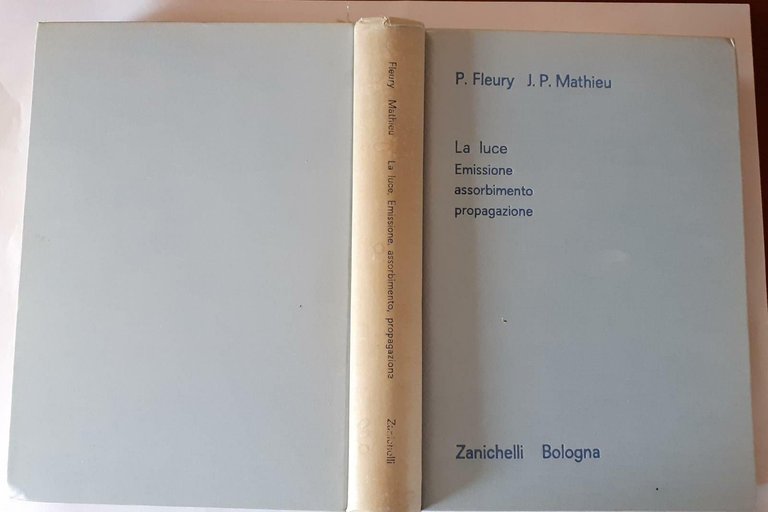 Fleury Mathieu La luce. Emissione, assorbimento, propagazione Zanichelli
P. Fleury J. P. Mathieu
La luce
Emissione
assorbimento
propagazione
Zanichelli Bologna